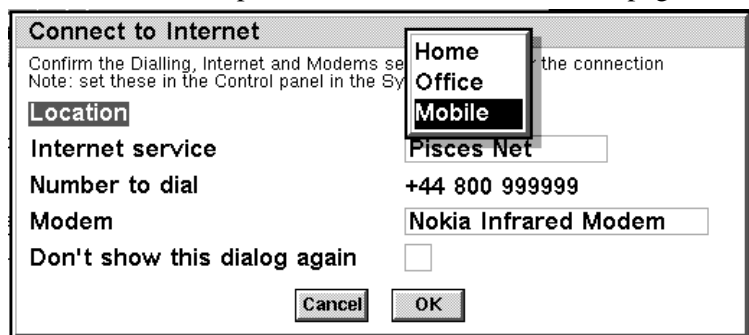 Connect to Internet
Confirm the Dialling, Internet and Modems se the connection
Note: set these in the Control panel in the Sy
Home
Office
Mobile
Location
Internet service Pisces Net
Number to dial +44 800 999999
Modem Nokia Infrared Modem
Don't show this dialog again
Cancel OK